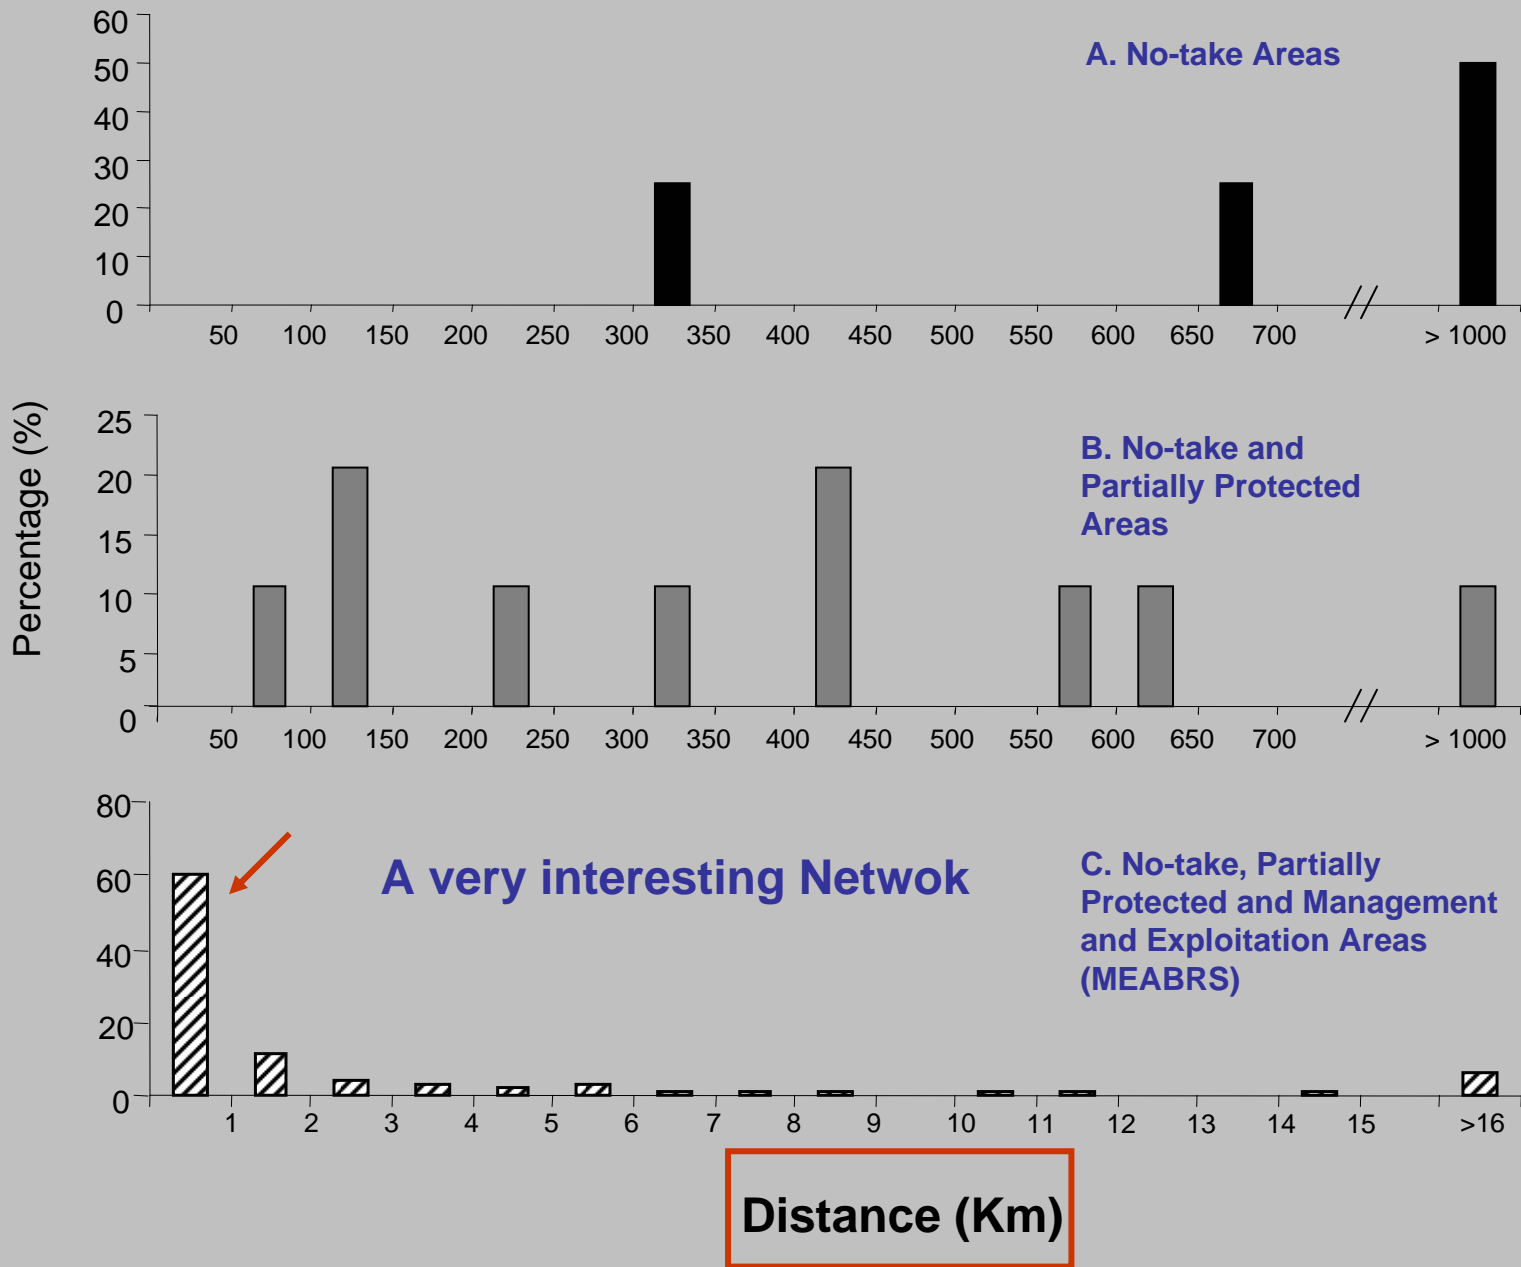 60
50
40
30
20
10
0
A. No-take Areas
50 100 150 200 250 300 350 400 450 500 550 600 650 700 > 1000
Percentage (%)
25
20
15
10
5
0
B. No-take and
Partially Protected
Areas
50 100 150 200 250 300 350 400 450 500 550 600 650 700 > 1000
80
60
40
20
0
A very interesting Netwok
C. No-take, Partially
Protected and Management
and Exploitation Areas
(MEABRS)
1 2 3 4 5 6 7 8 9 10 11 12 13 14 15 >16
Distance (Km)